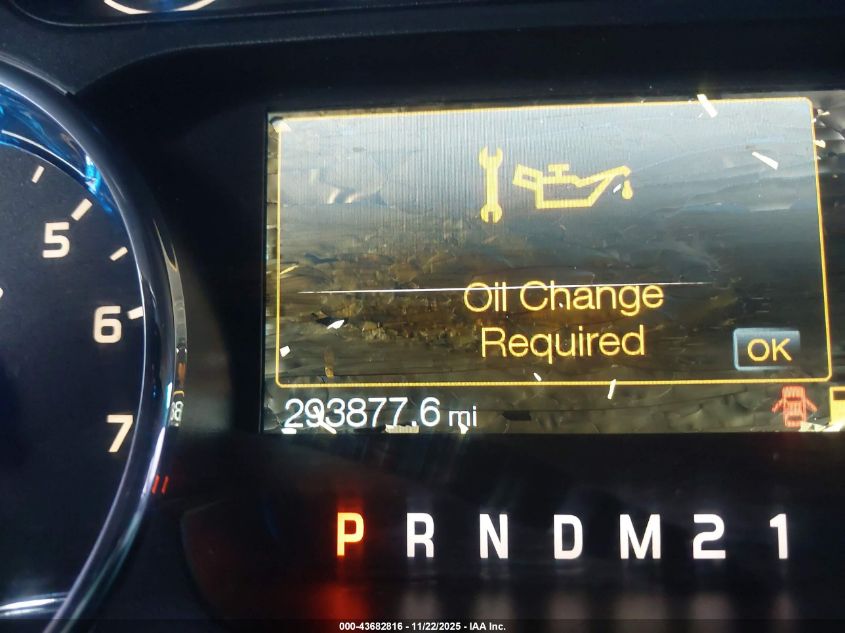 5
6
7
Oil Change
Required
OK
293877.6 mi
P R N D M 2 1
000-43682816 - 11/22/2025 - IAA Inc.